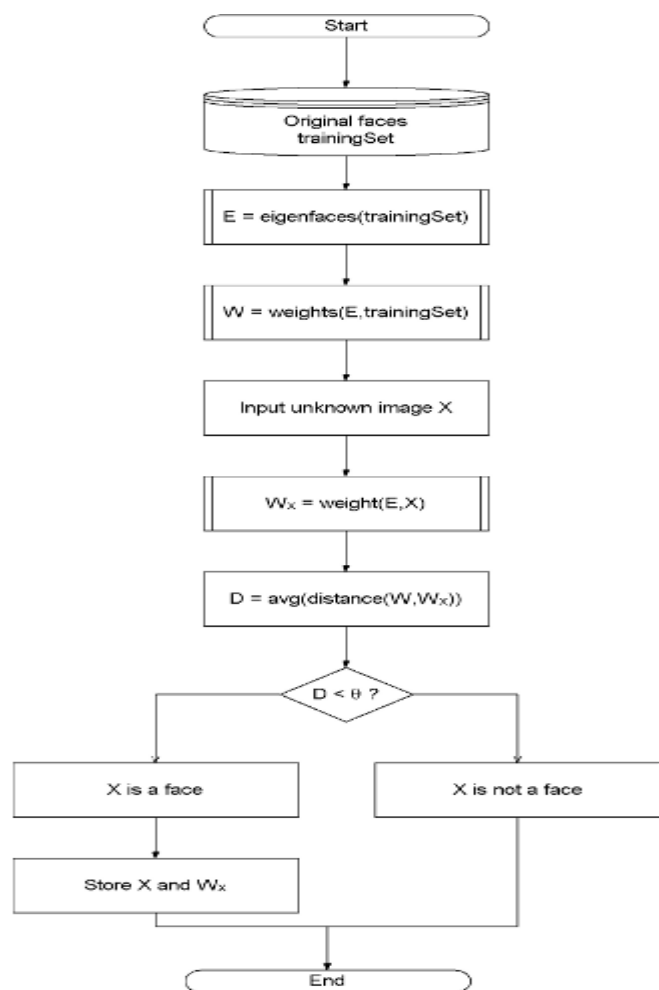 Start
Original faces
trainingSet
E = eigenfaces(trainingSet)
W = weights(E,trainingSet)
Input unknown image X
Wₓ = weight(E,X)
D = avg(distance(W,Wₓ))
D < θ ?
X is a face
X is not a face
Store X and Wₓ
End